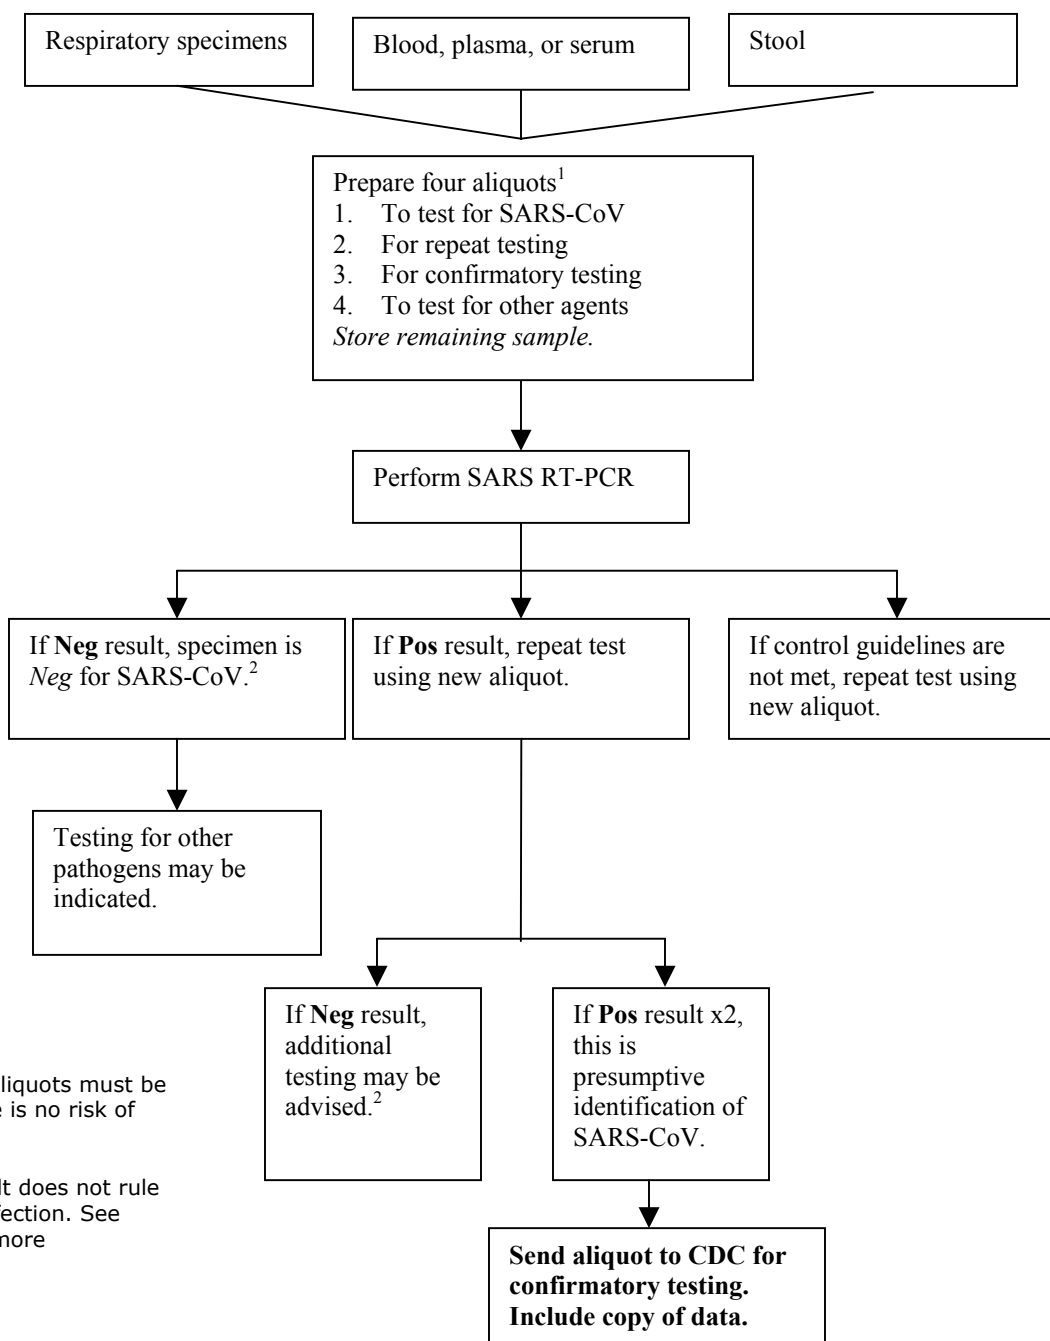 Respiratory specimens
Blood, plasma, or serum
Stool
Prepare four aliquots1
1. To test for SARS-CoV
2. For repeat testing
3. For confirmatory testing
4. To test for other agents
Store remaining sample.
Perform SARS RT-PCR
If Neg result, specimen is
Neg for SARS-CoV.2
If Pos result, repeat test
using new aliquot.
If control guidelines are
not met, repeat test using
new aliquot.
Testing for other
pathogens may be
indicated.
If Neg result,
additional
testing may be
advised.2
If Pos result x2,
this is
presumptive
identification of
SARS-CoV.
liquots must be
is no risk of
lt does not rule
fection. See
more
Send aliquot to CDC for
confirmatory testing.
Include copy of data.